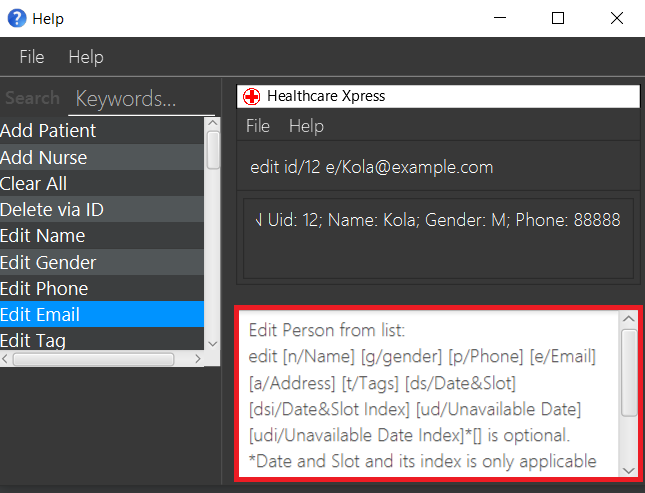 Help
File Help
Search Keywords...
Add Patient
Add Nurse
Clear All
Delete via ID
Edit Name
Edit Gender
Edit Phone
Edit Email
Edit Tag
Healthcare Xpress
File Help
edit id/12 e/Kola@example.com
Uid: 12; Name: Kola; Gender: M; Phone: 88888
Edit Person from list:
edit [n/Name] [g/gender] [p/Phone] [e/Email]
[a/Address] [t/Tags] [ds/Date&Slot]
[dsi/Date&Slot Index] [ud/Unavailable Date]
[udi/Unavailable Date Index]*[] is optional.
*Date and Slot and its index is only applicable